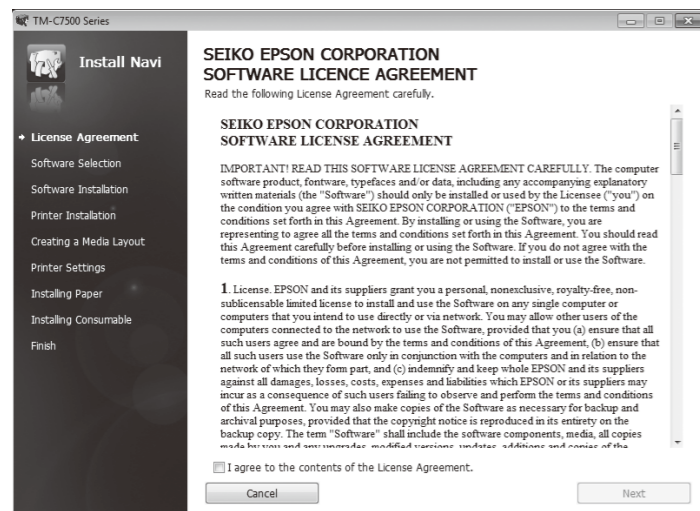 TM-C7500 Series
Install Navi
License Agreement
Software Selection
Software Installation
Printer Installation
Creating a Media Layout
Printer Settings
Installing Paper
Installing Consumable
Finish
SEIKO EPSON CORPORATION
SOFTWARE LICENCE AGREEMENT
Read the following License Agreement carefully.
SEIKO EPSON CORPORATION
SOFTWARE LICENSE AGREEMENT
IMPORTANT! READ THIS SOFTWARE LICENSE AGREEMENT CAREFULLY. The computer
software product, fontware, typefaces and/or data, including any accompanying explanatory
written materials (the "Software") should only be installed or used by the Licensee ("you") on
the condition you agree with SEIKO EPSON CORPORATION ("EPSON") to the terms and
conditions set forth in this Agreement. By installing or using the Software, you are
representing to agree all the terms and conditions set forth in this Agreement. You should read
this Agreement carefully before installing or using the Software. If you do not agree with the
terms and conditions of this Agreement, you are not permitted to install or use the Software.
1. License. EPSON and its suppliers grant you a personal, nonexclusive, royalty-free, non-
sublicensable limited license to install and use the Software on any single computer or
computers that you intend to use directly or via network. You may allow other users of the
computers connected to the network to use the Software, provided that you (a) ensure that all
such users agree and are bound by the terms and conditions of this Agreement, (b) ensure that
all such users use the Software only in conjunction with the computers and in relation to the
network of which they form part, and (c) indemnify and keep whole EPSON and its suppliers
against all damages, losses, costs, expenses and liabilities which EPSON or its suppliers may
incur as a consequence of such users failing to observe and perform the terms and conditions
of this Agreement. You may also make copies of the Software as necessary for backup and
archival purposes, provided that the copyright notice is reproduced in its entirety on the
backup copy. The term "Software" shall include the software components, media, all copies
made by you and any upgrades, modified versions, updates, additions and copies of the
I agree to the contents of the License Agreement.
Cancel
Next